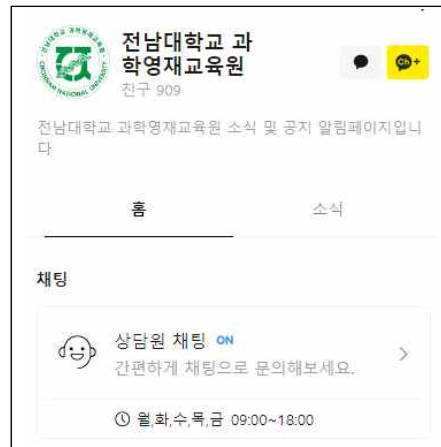 전남대학교 과
학영재교육원
친구 909
Ch+
전남대학교 과학영재교육원 소식 및 공지 알림페이지입니
다
홈
소식
채팅
상담원 채팅 ON
간편하게 채팅으로 문의해보세요.
월,화,수,목,금 09:00~18:00